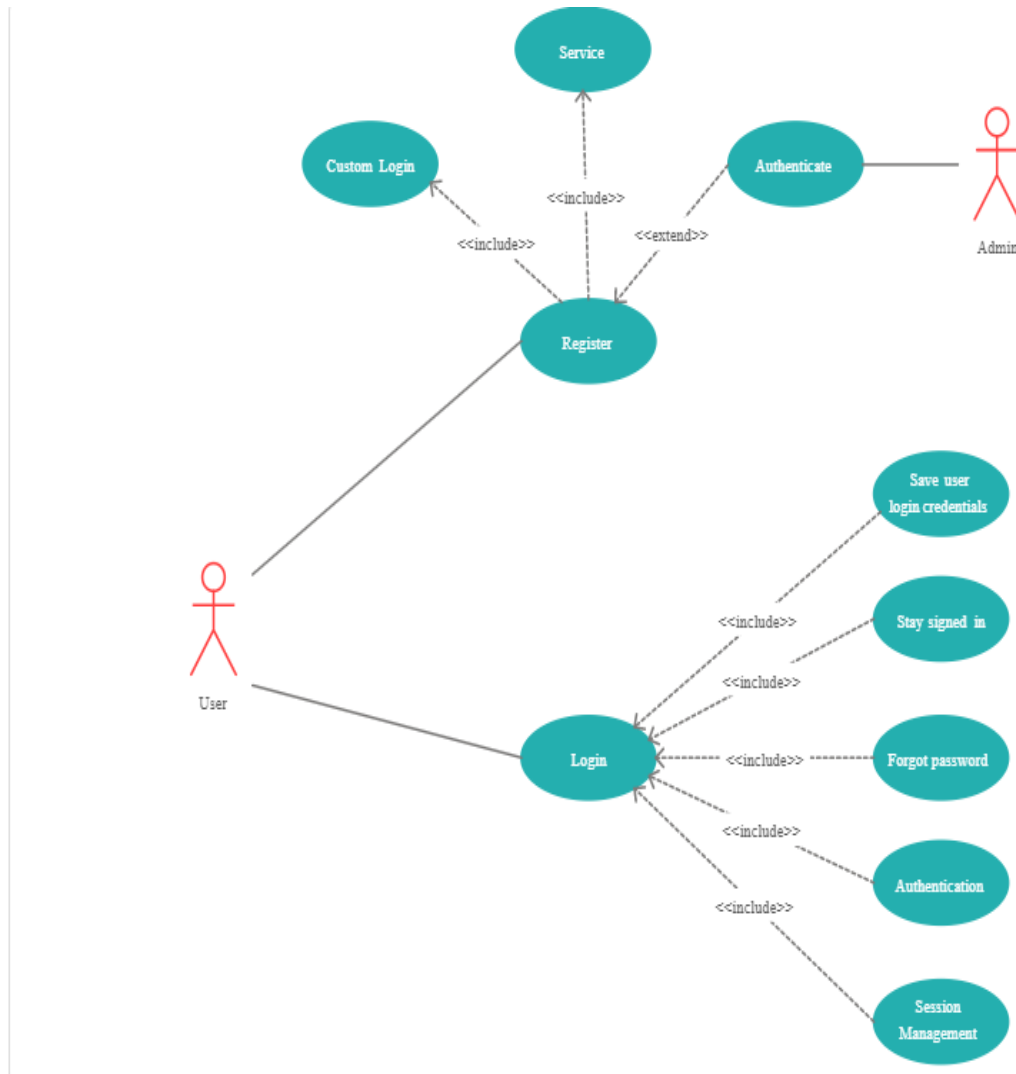 Service
Custom Login
Authenticate
<<include>>
<<include>>
<<extend>>
Admin
Register
Save user
login credentials
<<include>>
Stay signed in
<<include>>
User
Login
<<include>>
Forgot password
<<include>>
Authentication
<<include>>
Session
Management